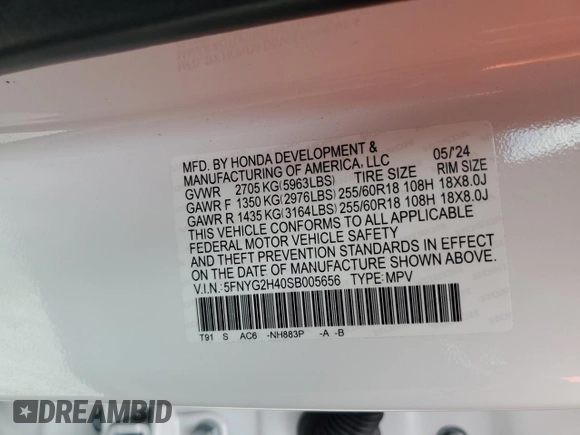 MFD. BY HONDA DEVELOPMENT &
MANUFACTURING OF AMERICA, LLC 05/'24
GVWR 2705 KG(5963LBS) TIRE SIZE RIM SIZE
GAWR F 1350 KG(2976LBS) 255/60R18 108H 18X8.0J
GAWR R 1435 KG(3164LBS) 255/60R18 108H 18X8.0J
THIS VEHICLE CONFORMS TO ALL APPLICABLE
FEDERAL MOTOR VEHICLE SAFETY
AND THEFT PREVENTION STANDARDS IN EFFECT
ON THE DATE OF MANUFACTURE SHOWN ABOVE.
V.I.N.: 5FNYG2H40SB005656 TYPE: MPV
T91 S AC6 -NH883P -A -B
DREAMBID